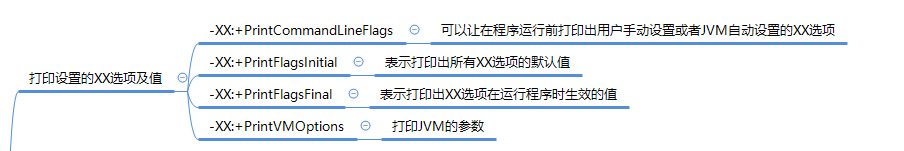 打印设置的XX选项及值
-XX:+PrintCommandLineFlags 可以让在程序运行前打印出用户手动设置或者JVM自动设置的XX选项
-XX:+PrintFlagsInitial 表示打印出所有XX选项的默认值
-XX:+PrintFlagsFinal 表示打印出XX选项在运行程序时生效的值
-XX:+PrintVMOptions 打印JVM的参数